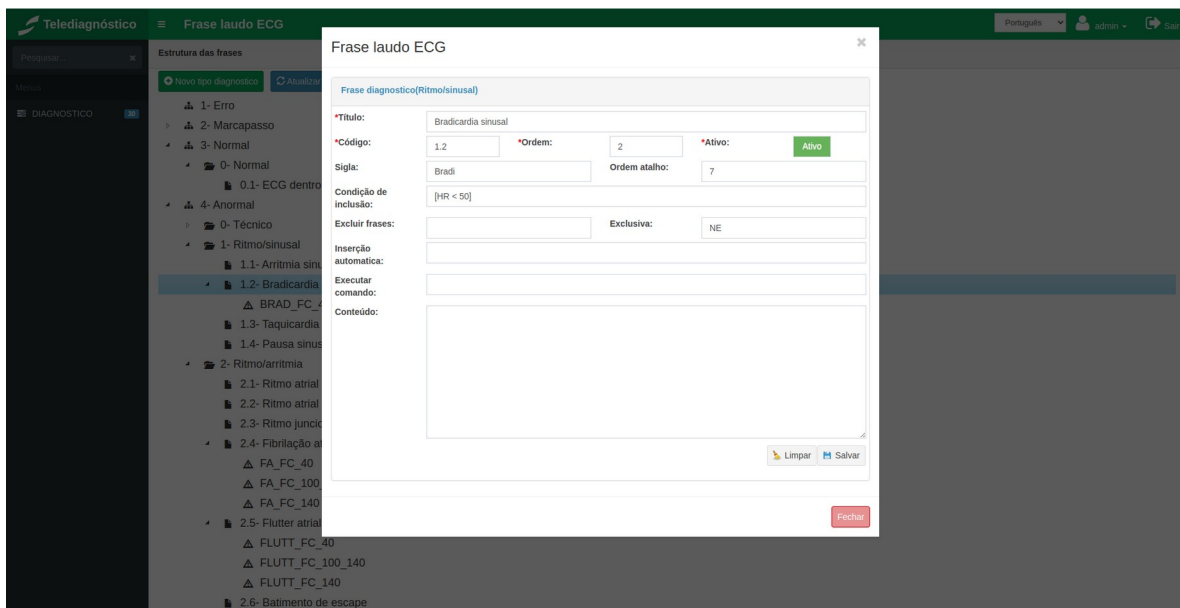 Telediagnóstico
Frase laudo ECG
Português
admin
Sair
Pesquisar...
Menus
DIAGNOSTICO 30
Estrutura das frases
Novo tipo diagnostico
Atualizar
1- Erro
2- Marcapasso
3- Normal
0- Normal
0.1- ECG dentro
4- Anormal
0- Técnico
1- Ritmo/sinusal
1.1- Arritmia sinu
1.2- Bradicardia
BRAD_FC_4
1.3- Taquicardia
1.4- Pausa sinus
2- Ritmo/arritmia
2.1- Ritmo atrial
2.2- Ritmo atrial
2.3- Ritmo juncio
2.4- Fibrilação at
FA_FC_40
FA_FC_100_
FA_FC_140
2.5- Flutter atrial
FLUTT_FC_40
FLUTT_FC_100_140
FLUTT_FC_140
2.6- Batimento de escape
Frase laudo ECG
Frase diagnostico(Ritmo/sinusal)
*Título: Bradicardia sinusal
*Código: 1.2 *Ordem: 2 *Ativo: Ativo
Sigla: Bradi Ordem atalho: 7
Condição de
inclusão: [HR < 50]
Excluir frases: Exclusiva: NE
Inserção
automatica:
Executar
comando:
Conteúdo:
Limpar Salvar
Fechar